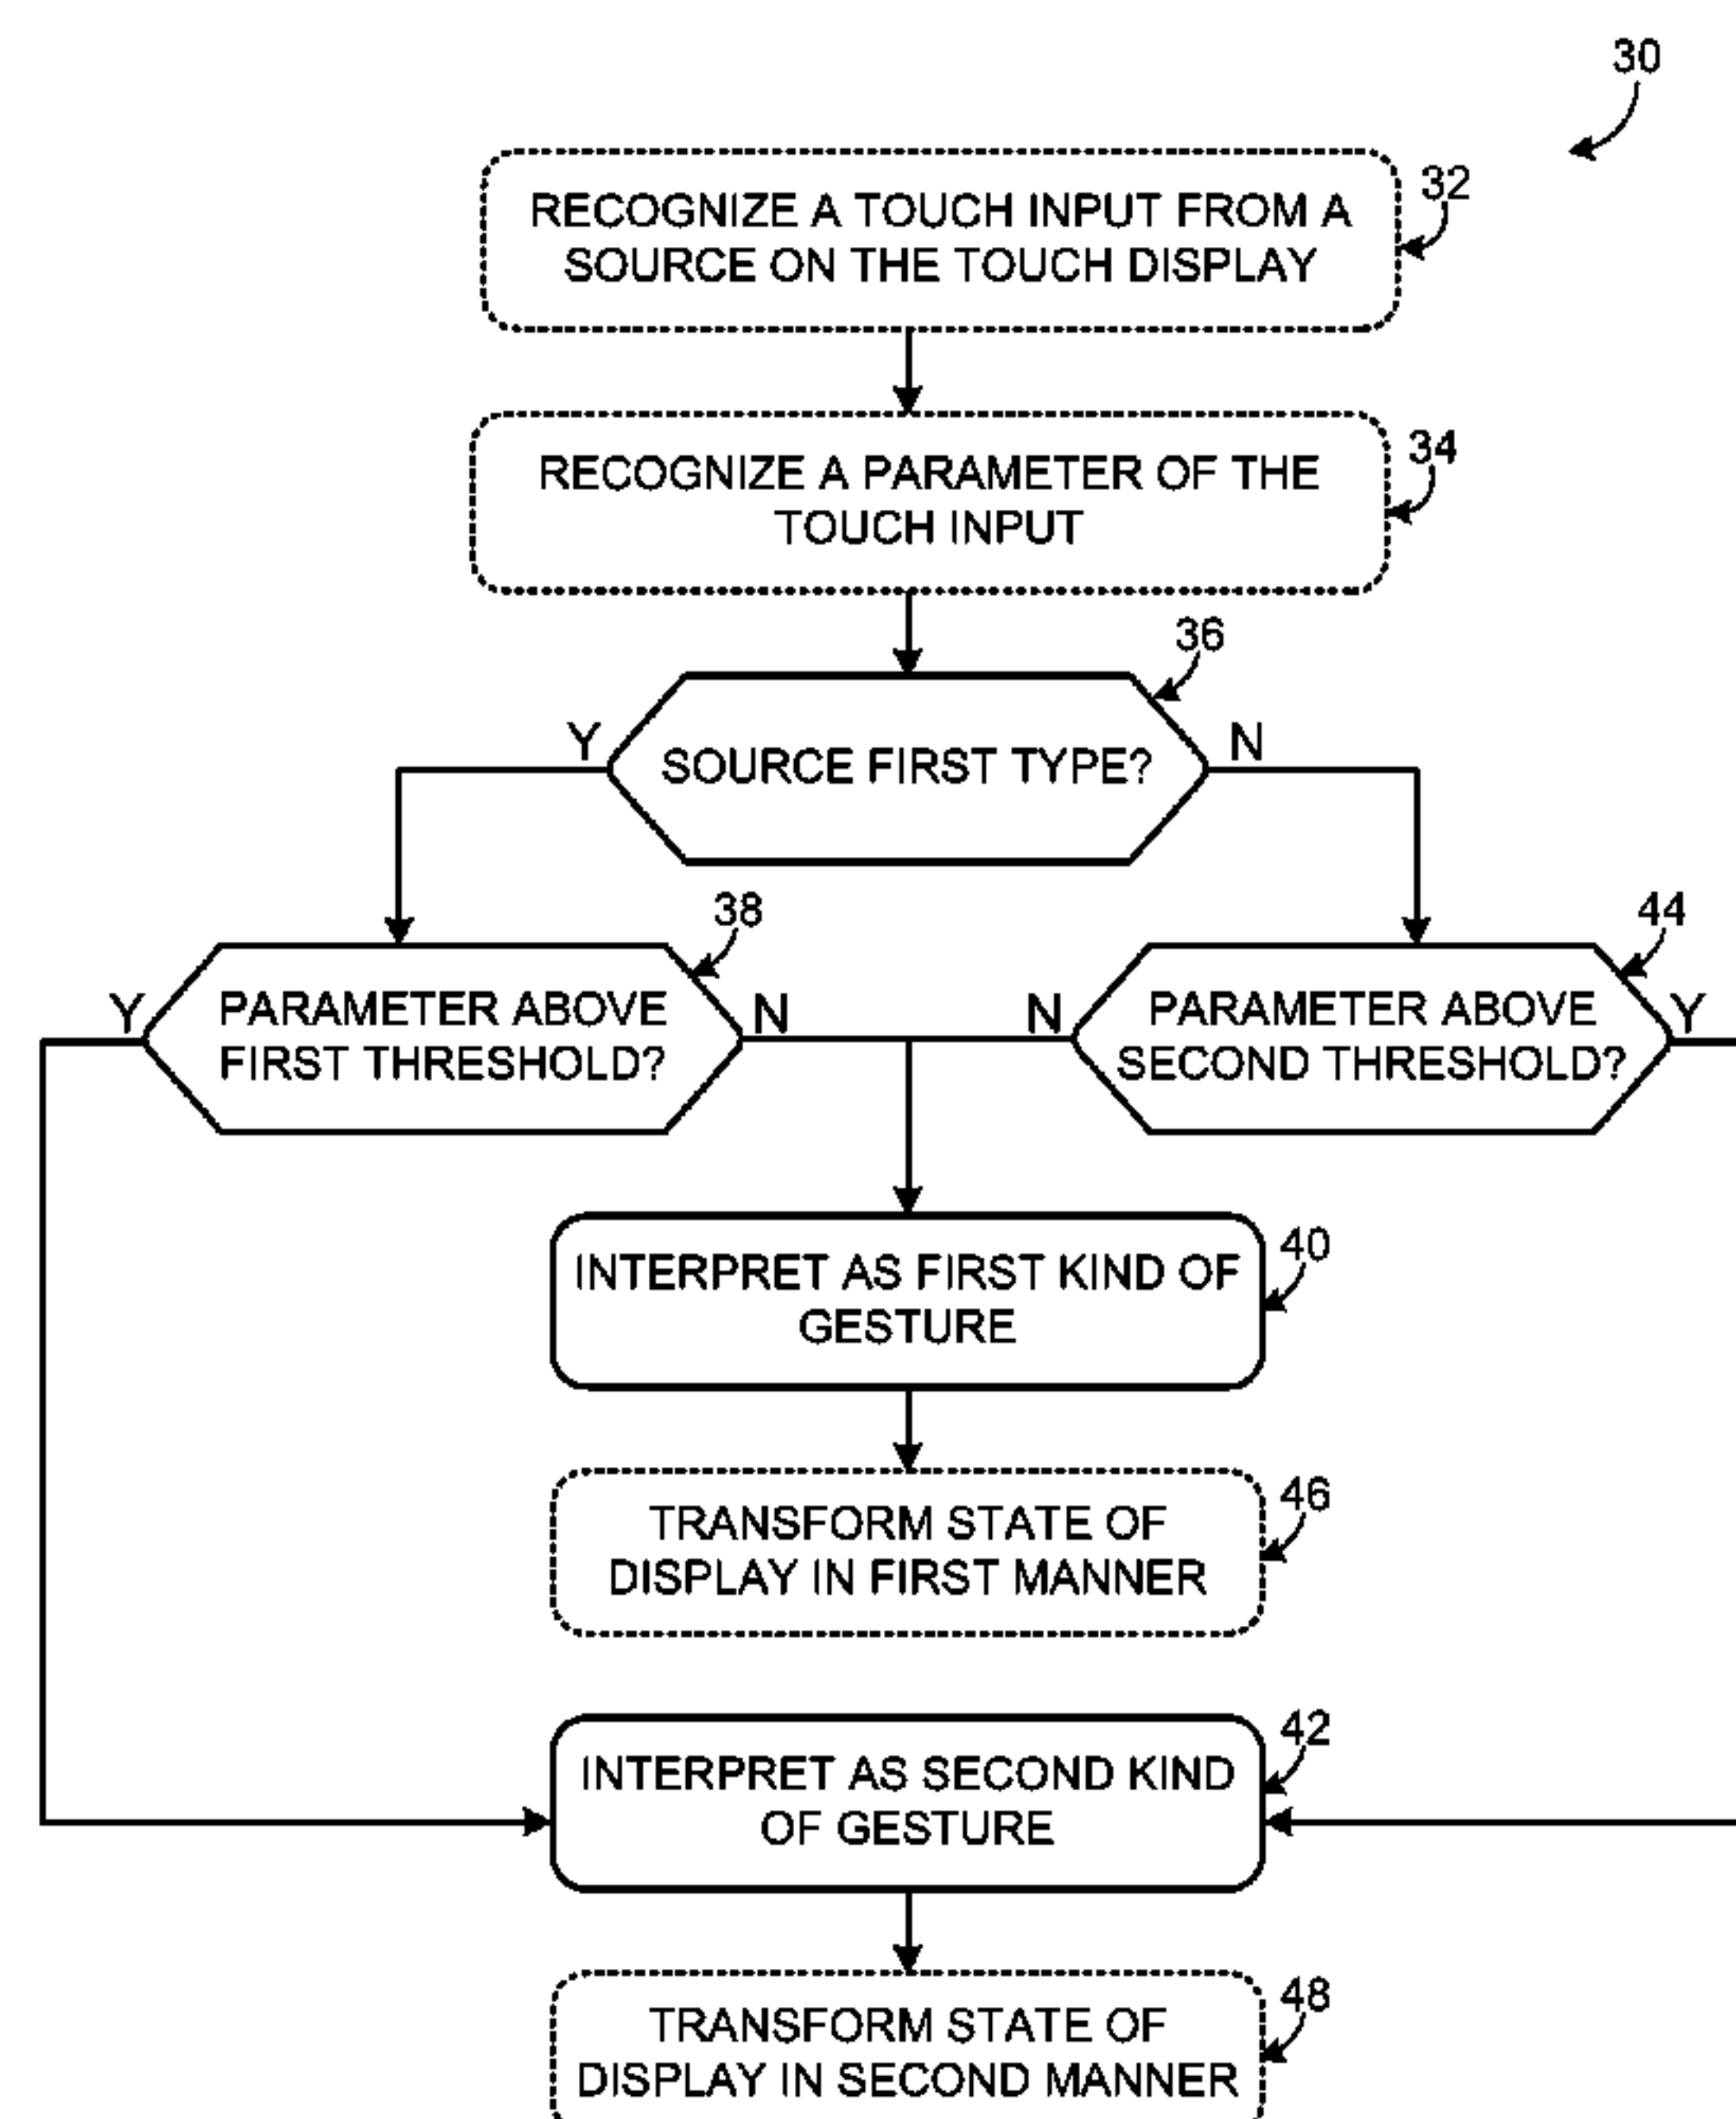 30
RECOGNIZE A TOUCH INPUT FROM A
SOURCE ON THE TOUCH DISPLAY
32
RECOGNIZE A PARAMETER OF THE
TOUCH INPUT
34
36
SOURCE FIRST TYPE?
Y
N
38
PARAMETER ABOVE
FIRST THRESHOLD?
Y
N
44
PARAMETER ABOVE
SECOND THRESHOLD?
N
Y
INTERPRET AS FIRST KIND OF
GESTURE
40
TRANSFORM STATE OF
DISPLAY IN FIRST MANNER
46
INTERPRET AS SECOND KIND
OF GESTURE
42
TRANSFORM STATE OF
DISPLAY IN SECOND MANNER
48